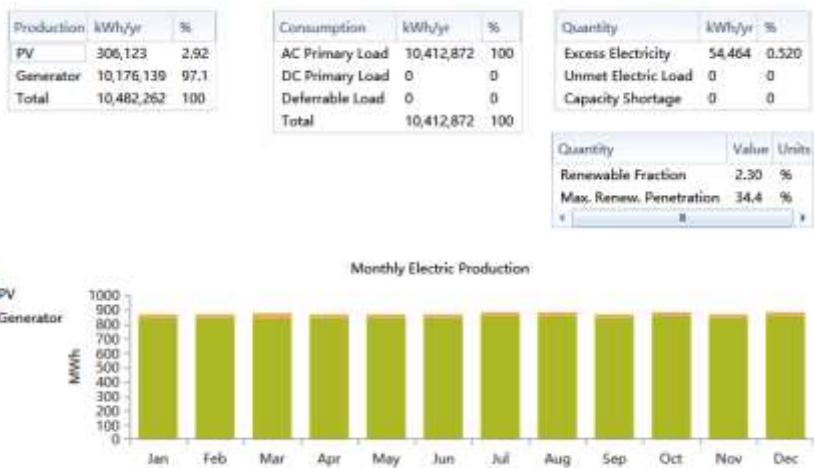 Production kWh/yr %
PV 306,123 2.92
Generator 10,176,139 97.1
Total 10,482,262 100
Consumption kWh/yr %
AC Primary Load 10,412,872 100
DC Primary Load 0 0
Deferrable Load 0 0
Total 10,412,872 100
Quantity kWh/yr %
Excess Electricity 54,464 0.520
Unmet Electric Load 0 0
Capacity Shortage 0 0
Quantity Value Units
Renewable Fraction 2.30 %
Max. Renew. Penetration 34.4 %
Monthly Electric Production
PV
Generator
MWh
1000
900
800
700
600
500
400
300
200
100
0
Jan Feb Mar Apr May Jun Jul Aug Sep Oct Nov Dec